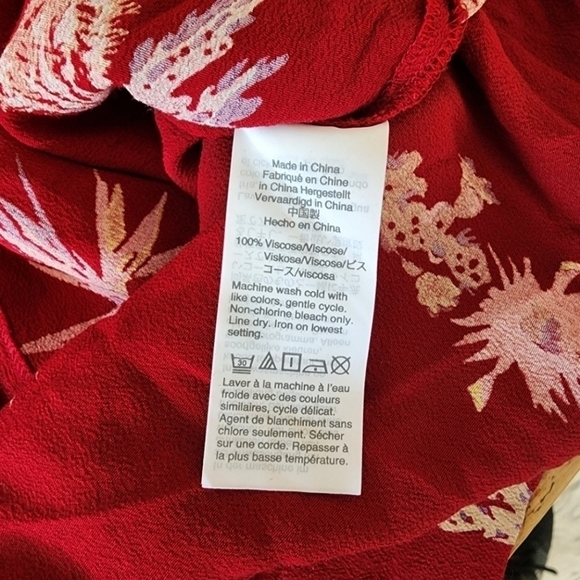 Made in China
Fabriqué en Chine
in China Hergestellt
Vervaardigd in China
中国製
Hecho en China
100% Viscose/Viscose/
Viskose/Viscose/ビス
コース/viscosa
Machine wash cold with
like colors, gentle cycle.
Non-chlorine bleach only.
Line dry. Iron on lowest
setting.
30
Laver à la machine à l'eau
froide avec des couleurs
similaires, cycle délicat.
Agent de blanchiment sans
chlore seulement. Sécher
sur une corde. Repasser à
la plus basse température.